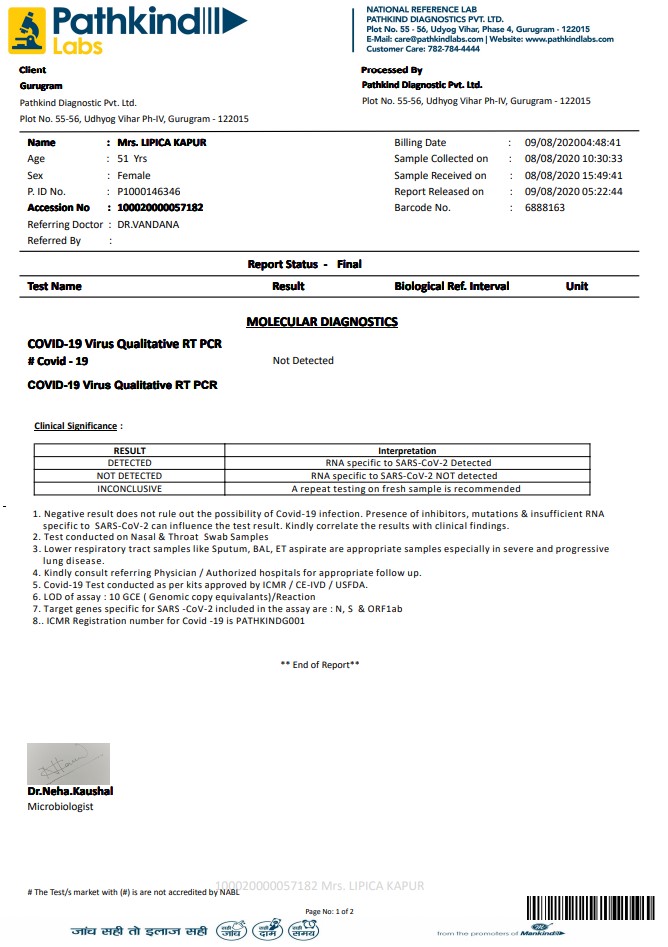 Pathkind
Labs
NATIONAL REFERENCE LAB
PATHKIND DIAGNOSTICS PVT. LTD.
Plot No. 55 - 56, Udyog Vihar, Phase 4, Gurugram - 122015
E-Mail: care@pathkindlabs.com | Website: www.pathkindlabs.com
Customer Care: 782-784-4444
Client
Gurugram
Pathkind Diagnostic Pvt. Ltd.
Plot No. 55-56, Udhyog Vihar Ph-IV, Gurugram - 122015
Processed By
Pathkind Diagnostic Pvt. Ltd.
Plot No. 55-56, Udhyog Vihar Ph-IV, Gurugram - 122015
Name : Mrs. LIPICA KAPUR
Age : 51 Yrs
Sex : Female
P. ID No. : P1000146346
Accession No : 100020000057182
Referring Doctor : DR.VANDANA
Referred By :
Billing Date : 09/08/202004:48:41
Sample Collected on : 08/08/2020 10:30:33
Sample Received on : 08/08/2020 15:49:41
Report Released on : 09/08/2020 05:22:44
Barcode No. : 6888163
Report Status - Final
Test Name Result Biological Ref. Interval Unit
MOLECULAR DIAGNOSTICS
COVID-19 Virus Qualitative RT PCR
# Covid - 19 Not Detected
COVID-19 Virus Qualitative RT PCR
Clinical Significance :
RESULT Interpretation
DETECTED RNA specific to SARS-CoV-2 Detected
NOT DETECTED RNA specific to SARS-CoV-2 NOT detected
INCONCLUSIVE A repeat testing on fresh sample is recommended
1. Negative result does not rule out the possibility of Covid-19 infection. Presence of inhibitors, mutations & insufficient RNA
specific to SARS-CoV-2 can influence the test result. Kindly correlate the results with clinical findings.
2. Test conducted on Nasal & Throat Swab Samples
3. Lower respiratory tract samples like Sputum, BAL, ET aspirate are appropriate samples especially in severe and progressive
lung disease.
4. Kindly consult referring Physician / Authorized hospitals for appropriate follow up.
5. Covid-19 Test conducted as per kits approved by ICMR / CE-IVD / USFDA.
6. LOD of assay : 10 GCE ( Genomic copy equivalants)/Reaction
7. Target genes specific for SARS -CoV-2 included in the assay are : N, S & ORF1ab
8.. ICMR Registration number for Covid -19 is PATHKINDG001
** End of Report**
Dr.Neha.Kaushal
Microbiologist
100020000057182 Mrs. LIPICA KAPUR
# The Test/s market with (#) is are not accredited by NABL
Page No: 1 of 2
जांच सही तो इलाज सही
सही जांच
सही दाम
सही समय
from the promoters of Mankind